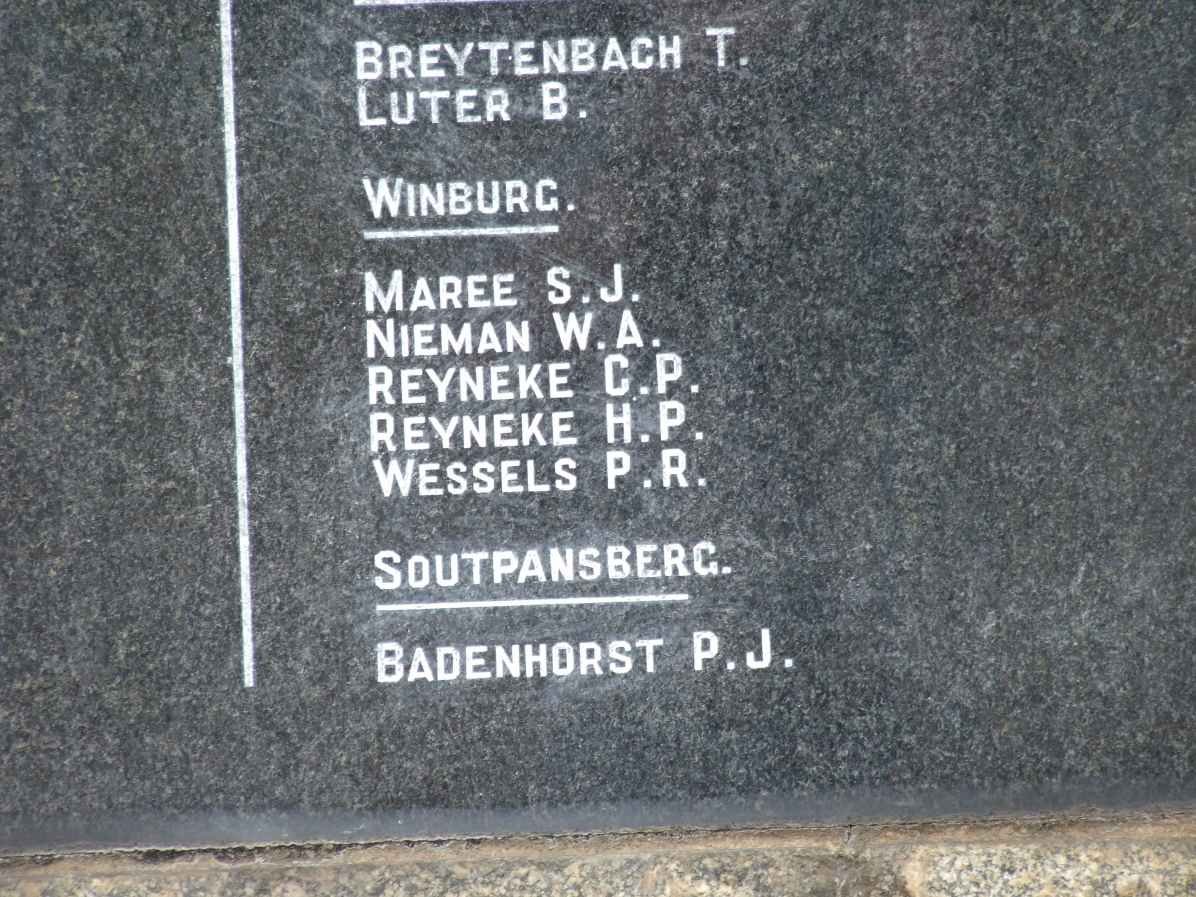 BREYTENBACH T.
LUTER B.
WINBURG.
MAREE S.J.
NIEMAN W.A.
REYNEKE C.P.
REYNEKE H.P.
WESSELS P.R.
SOUTPANSBERG.
BADENHORST P.J.